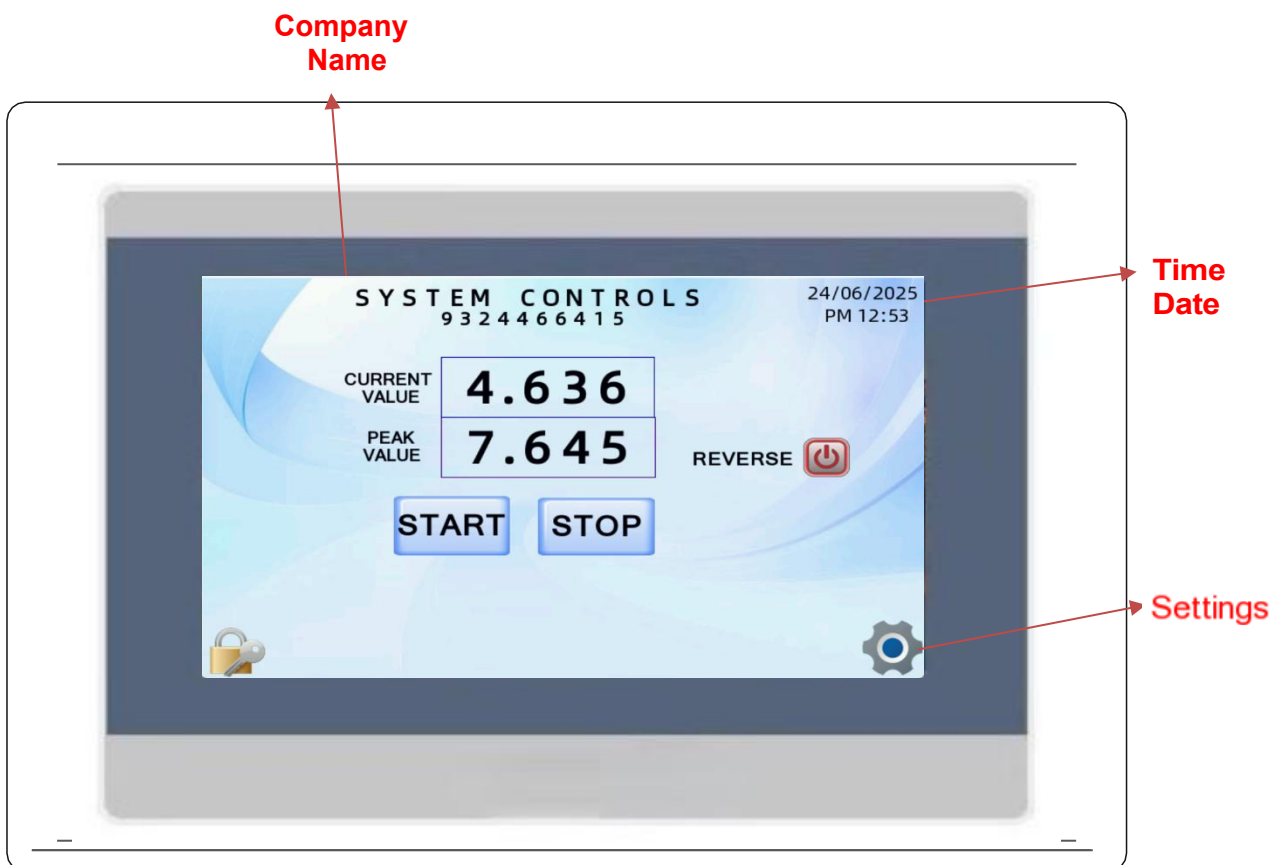 Company
Name
SYSTEM CONTROLS
9324466415
24/06/2025
PM 12:53
Time
Date
CURRENT
VALUE
4.636
PEAK
VALUE
7.645
REVERSE
START
STOP
Settings